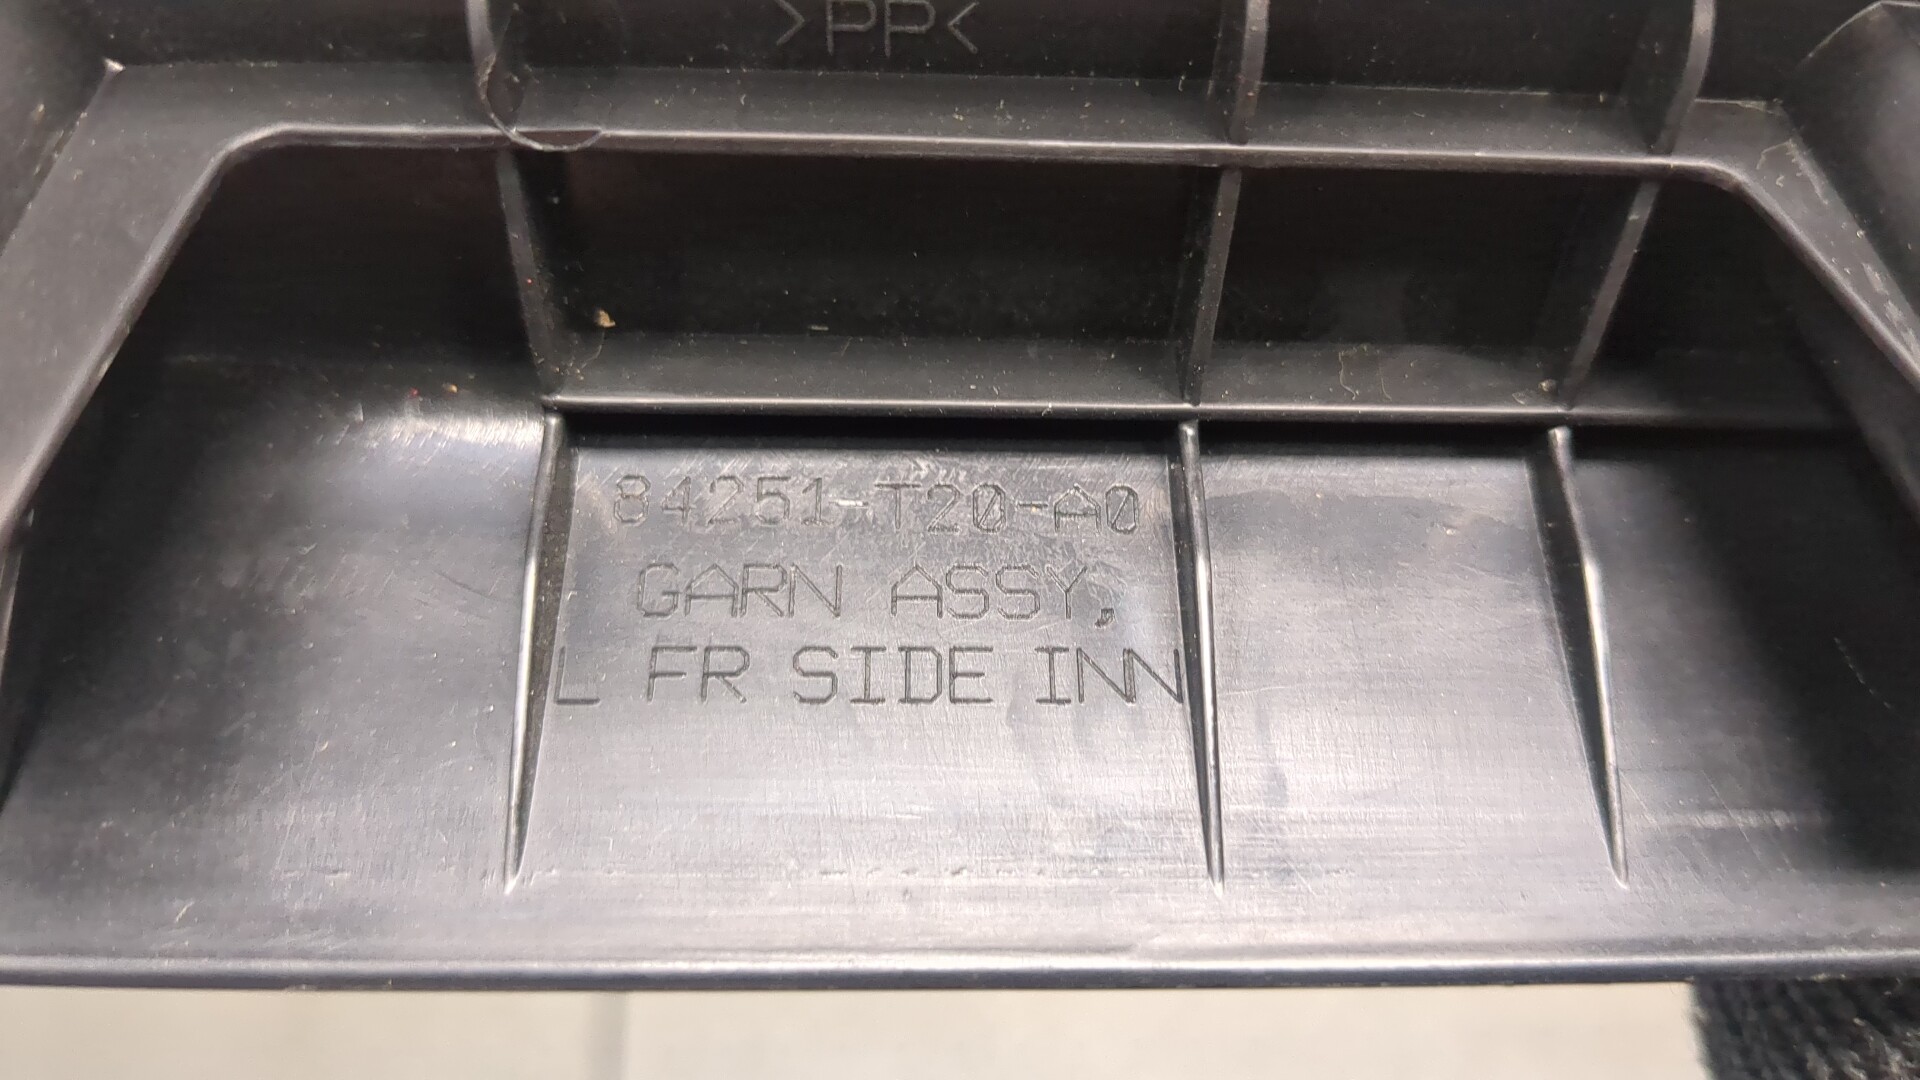 >PP<
84251-T20-A0
GARN ASSY,
L FR SIDE INN